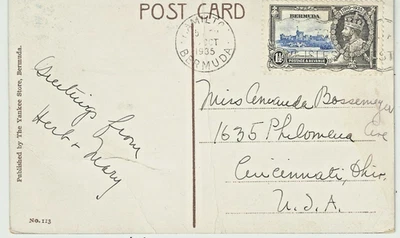 POST CARD
HAMILTON
OCT
1935
BERMUDA
BERMUDA
POSTAGE & REVENUE
Greetings from
Herb + Mary
Miss Amanda Bossemeyer
1635 Philomena Ave
Cincinnati, Ohio.
U.S.A.
Published by The Yankee Store, Bermuda.
No. 113